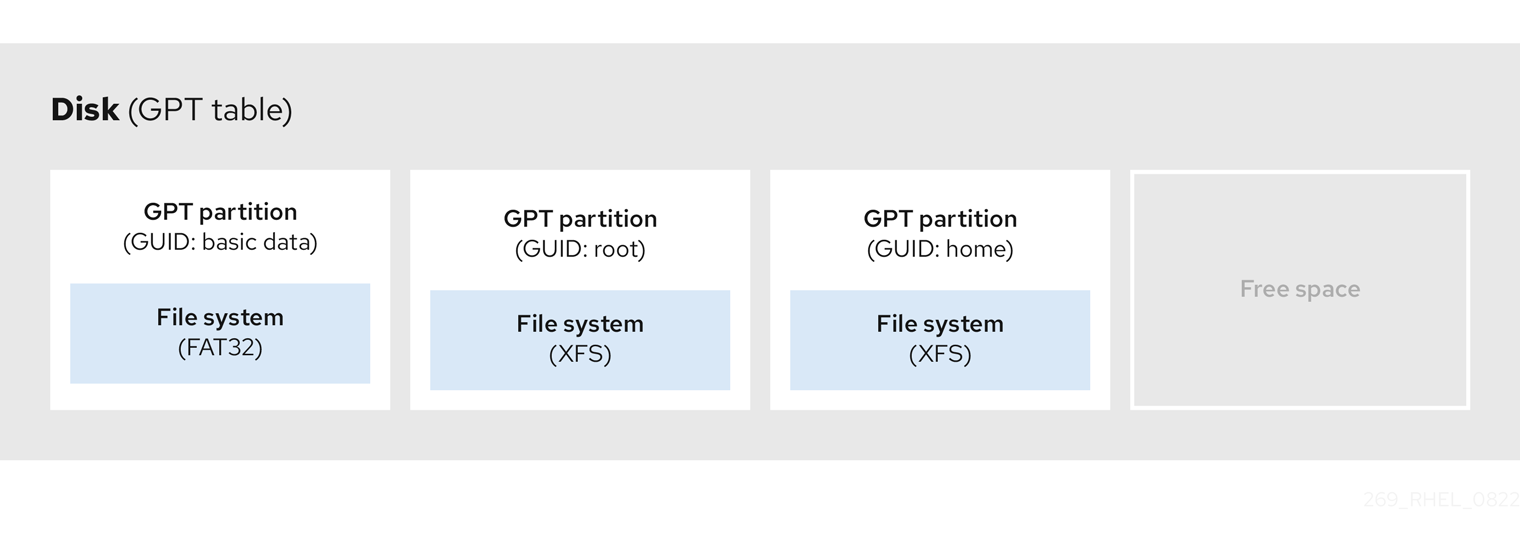 Disk (GPT table)
GPT partition
(GUID: basic data)
File system
(FAT32)
GPT partition
(GUID: root)
File system
(XFS)
GPT partition
(GUID: home)
File system
(XFS)
Free space
269_RHEL_0822